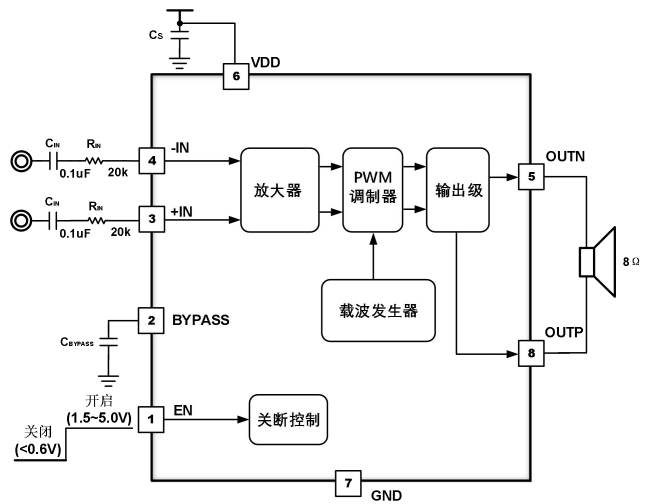 Cs
6
VDD
CIN
RIN
0.1uF
20k
4
-IN
CIN
RIN
0.1uF
20k
3
+IN
放大器
PWM
调制器
输出级
OUTN
5
8 Ω
载波发生器
2
BYPASS
CBYPASS
OUTP
8
开启
(1.5~5.0V)
1
EN
关断控制
关闭
(<0.6V)
7
GND